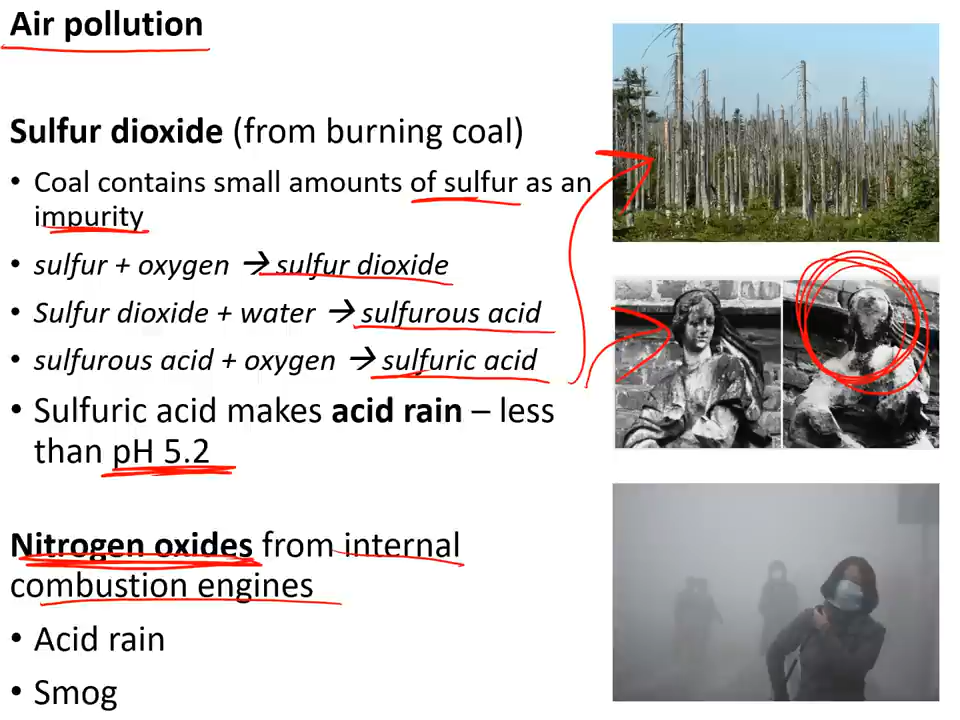 Air pollution
Sulfur dioxide (from burning coal)
• Coal contains small amounts of sulfur as an
impurity
• sulfur + oxygen → sulfur dioxide
• Sulfur dioxide + water → sulfurous acid
• sulfurous acid + oxygen → sulfuric acid
• Sulfuric acid makes acid rain – less
than pH 5.2
Nitrogen oxides from internal
combustion engines
• Acid rain
• Smog